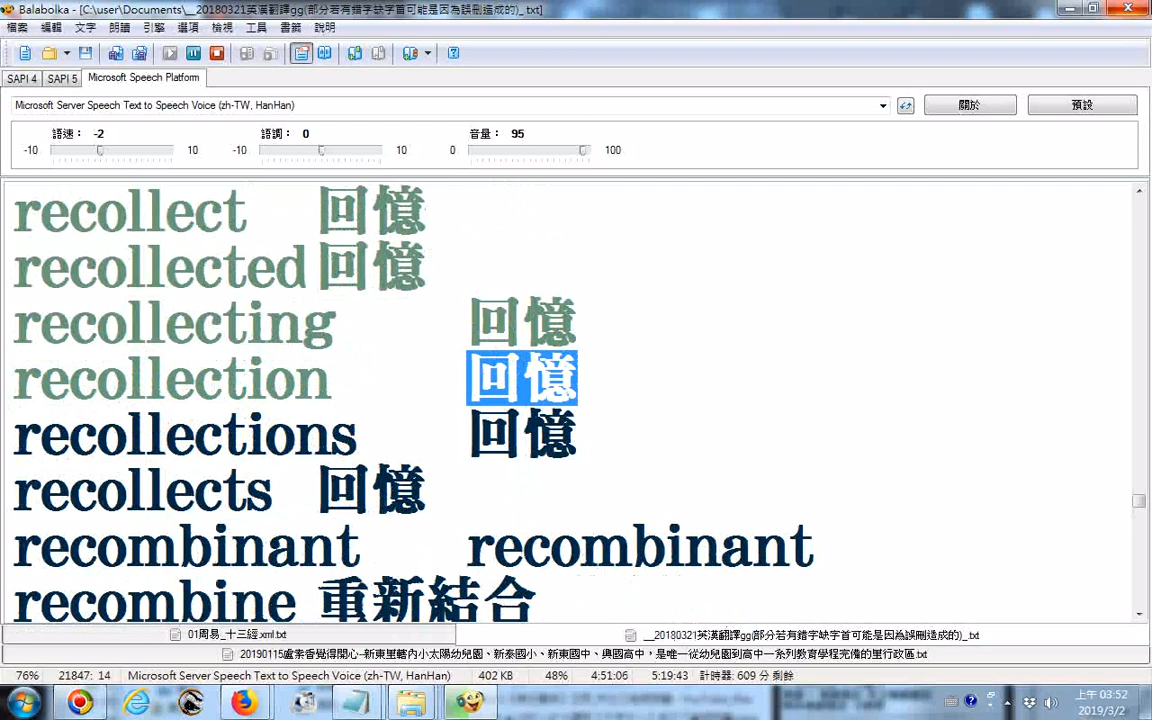 Balabolka - [C:\user\Documents\__20180321英漢翻譯gg(部分若有錯字缺字首可能是因為誤刪造成的)_.txt]
檔案 編輯 文字 朗讀 引擎 選項 檢視 工具 書籤 說明
SAPI 4 SAPI 5 Microsoft Speech Platform
Microsoft Server Speech Text to Speech Voice (zh-TW, HanHan) 關於 預設
語速： -2 語調： 0 音量： 95
-10 10 -10 10 0 100
recollect 回憶
recollected 回憶
recollecting 回憶
recollection 回憶
recollections 回憶
recollects 回憶
recombinant recombinant
recombine 重新結合
01周易_十三經.xml.txt __20180321英漢翻譯gg(部分若有錯字缺字首可能是因為誤刪造成的)_.txt
20190115盧素香覺得開心-新東里轄內小太陽幼兒園、新泰國小、新東國中、興國高中，是唯一從幼兒園到高中一系列教育學程完備的里行政區.txt
76% 21847: 14 Microsoft Server Speech Text to Speech Voice (zh-TW, HanHan) 402 KB 48% 4:51:06 5:19:43 計時器: 609 分 剩餘
上午 03:52
2019/3/2